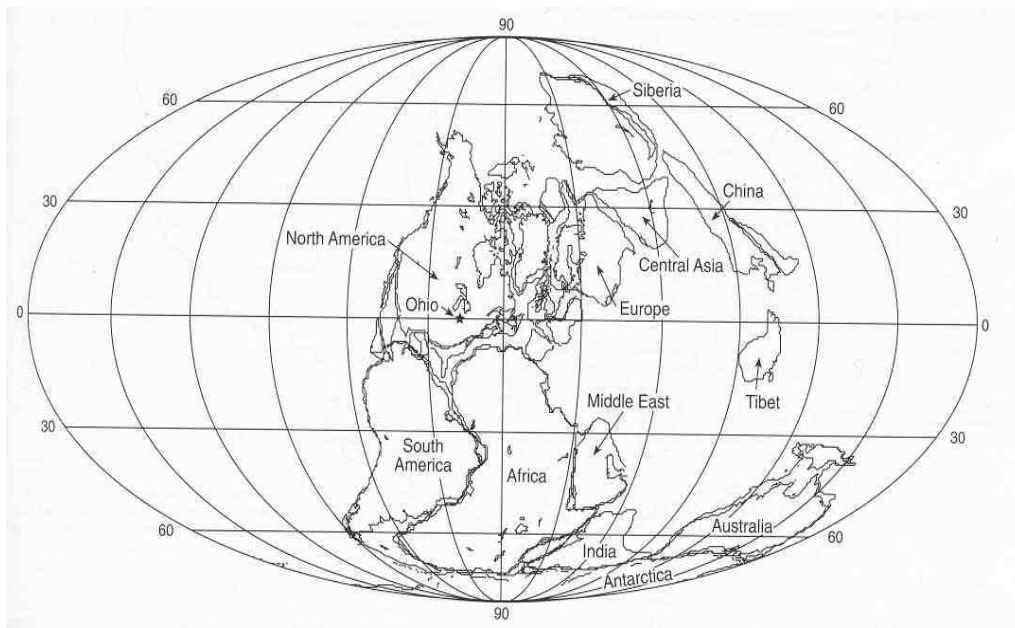 90
Siberia
60
60
China
30
30
North America
Central Asia
Ohio
Europe
0
0
Middle East
Tibet
30
30
South
America
Africa
Australia
60
60
India
Antarctica
90